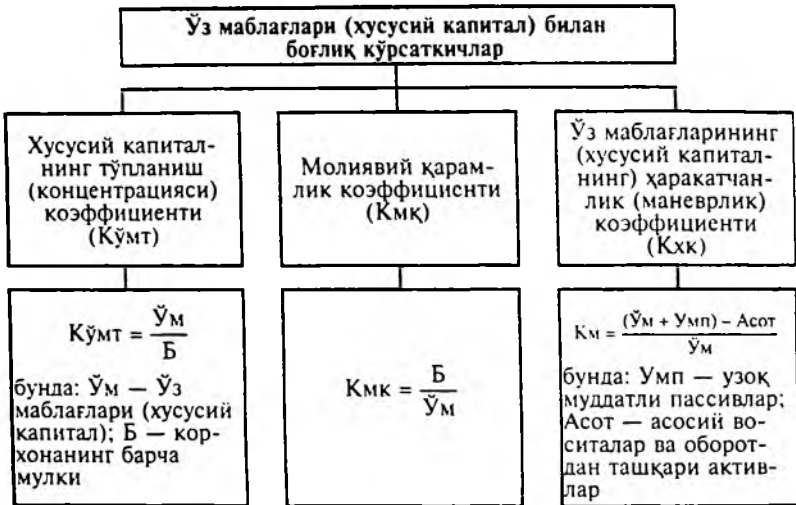 Ўз маблағлари (хусусий капитал) билан
боғлиқ кўрсаткичлар
Хусусий капитал-
нинг тўпланиш
(концентрацияси)
коэффициенти
(Кўмт)
Молиявий қарам-
лик коэффициснти
(Кмқ)
Ўз маблағларининг
(хусусий капитал-
нинг) ҳаракатчан-
лик (маневрлик)
коэффициенти
(Кхк)
Кўмт = Ўм / Б
бунда: Ўм — Ўз
маблағлари (хусусий
капитал); Б — кор-
хонанинг барча
мулки
Кмк = Б / Ўм
Км = (Ўм + Умп) – Асот / Ўм
бунда: Умп — узоқ
муддатли пассивлар;
Асот — асосий во-
ситалар ва оборот-
дан ташқари актив-
лар